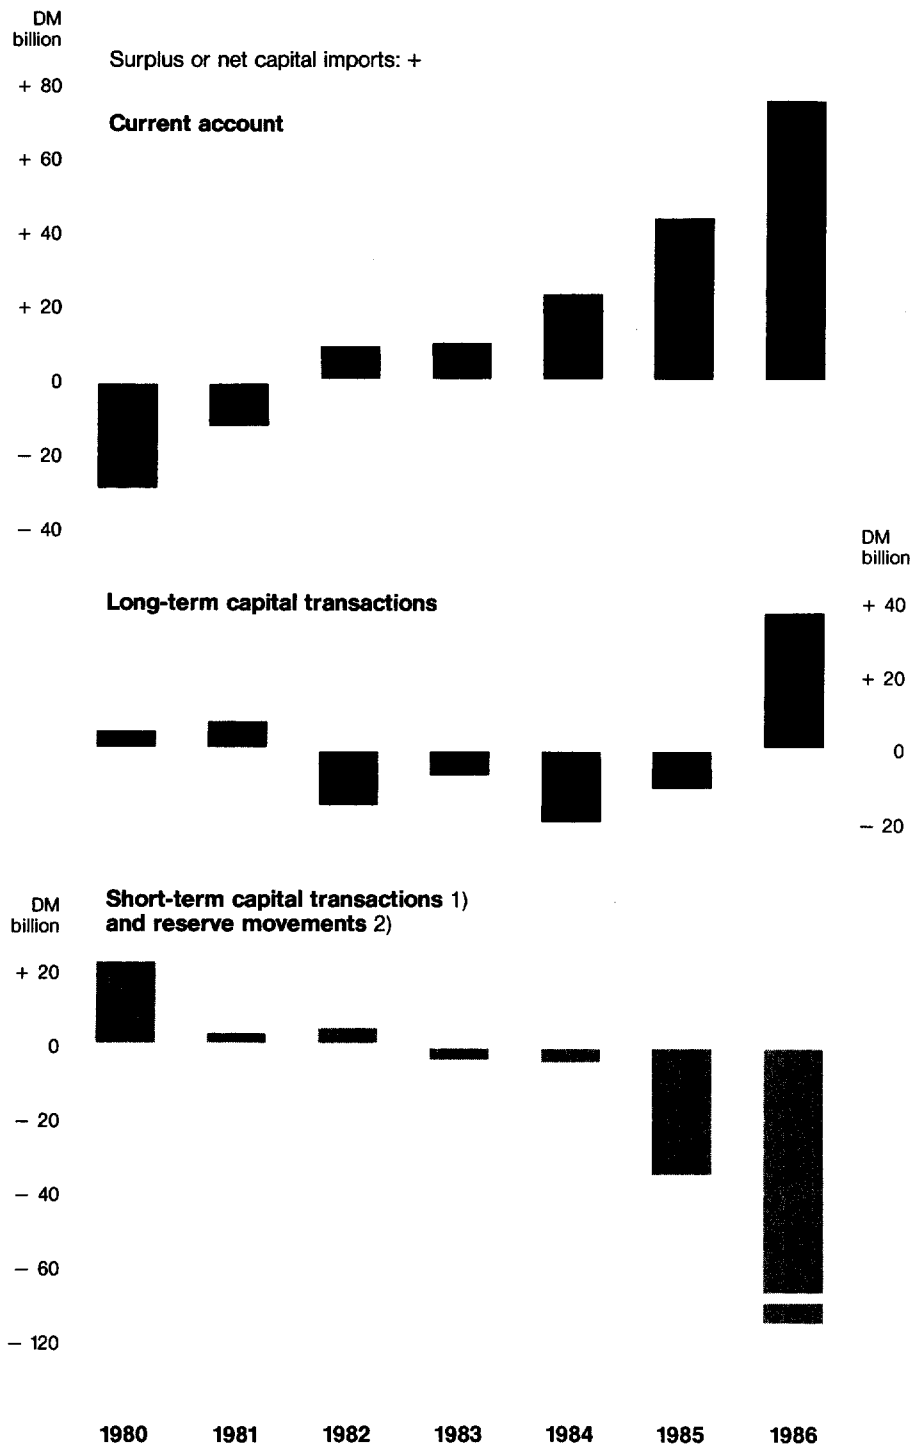 DM
billion
Surplus or net capital imports: +
+ 80
Current account
+ 60
+ 40
+ 20
0
− 20
− 40
DM
billion
Long-term capital transactions
+ 40
+ 20
0
− 20
DM
billion
Short-term capital transactions 1)
and reserve movements 2)
+ 20
0
− 20
− 40
− 60
− 120
1980 1981 1982 1983 1984 1985 1986